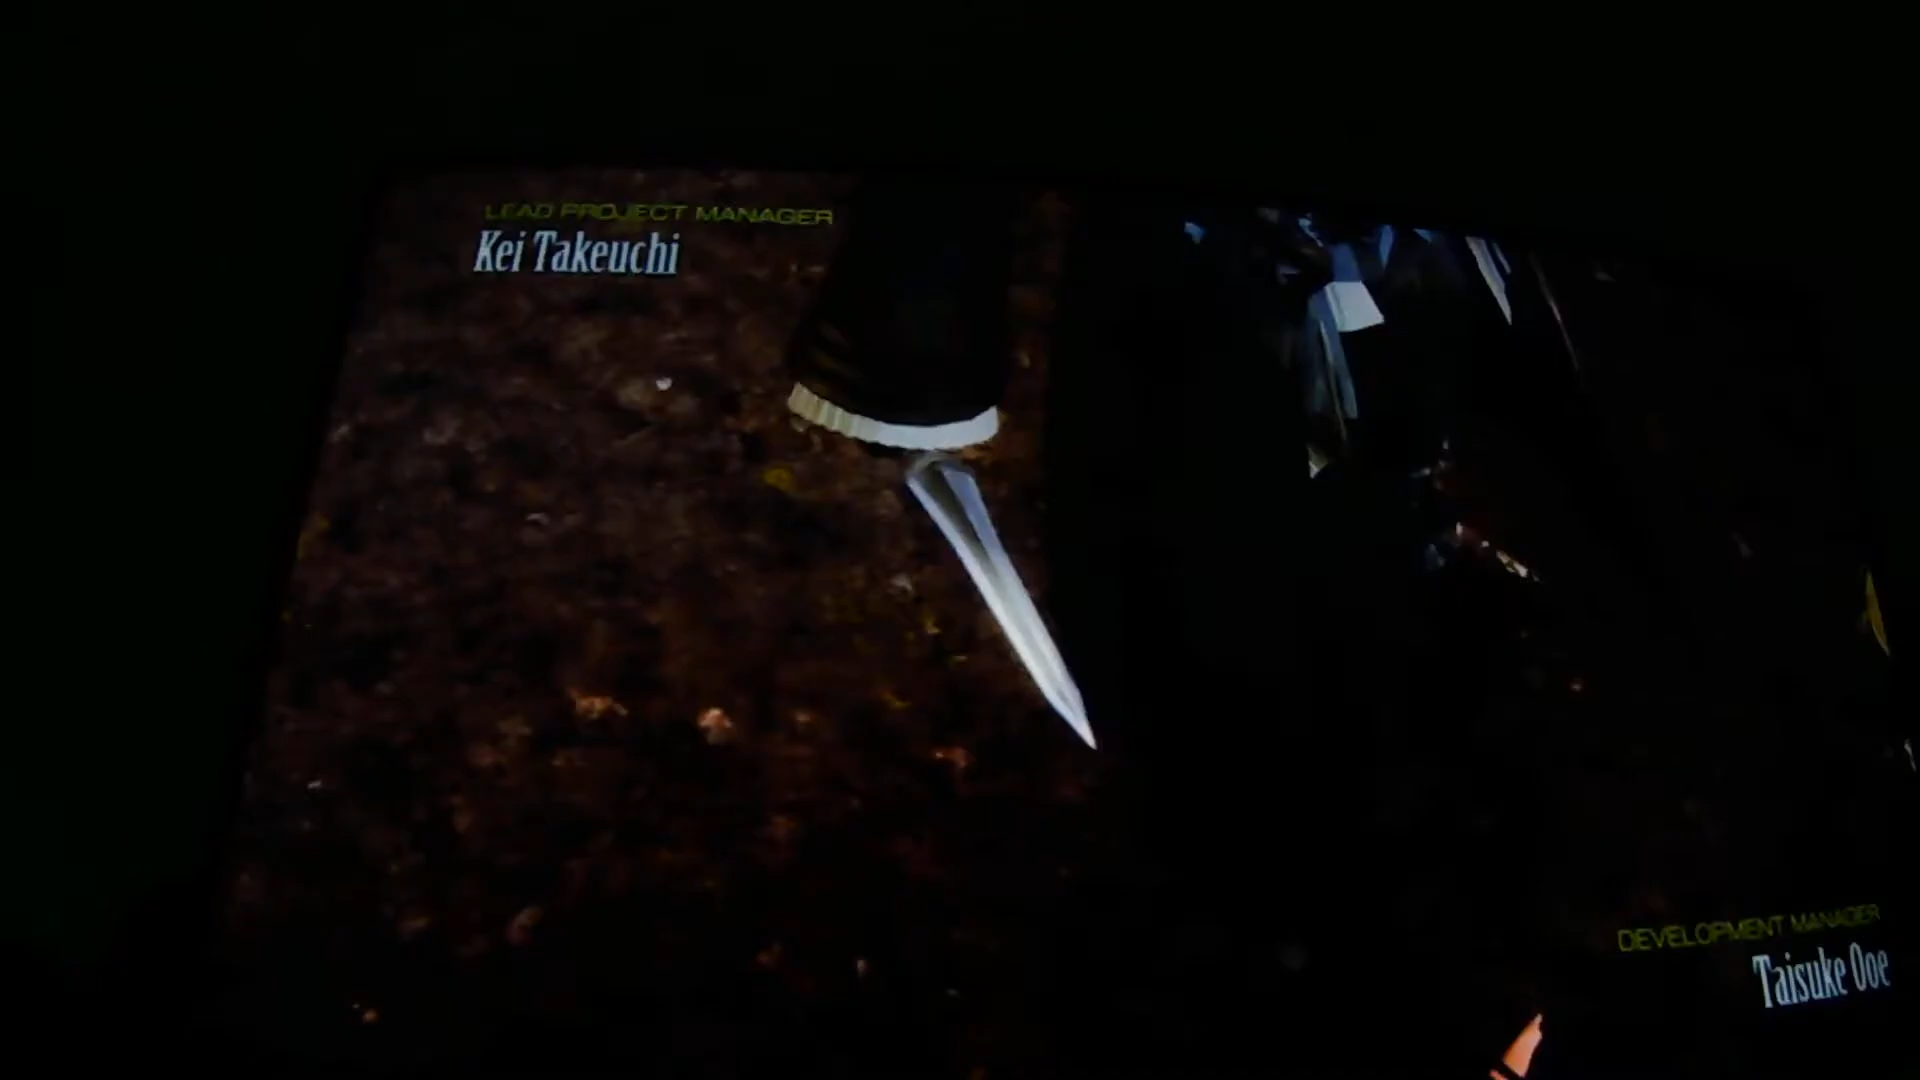 LEAD PROJECT MANAGER
Kei Takeuchi
DEVELOPMENT MANAGER
Taisuke Ooe